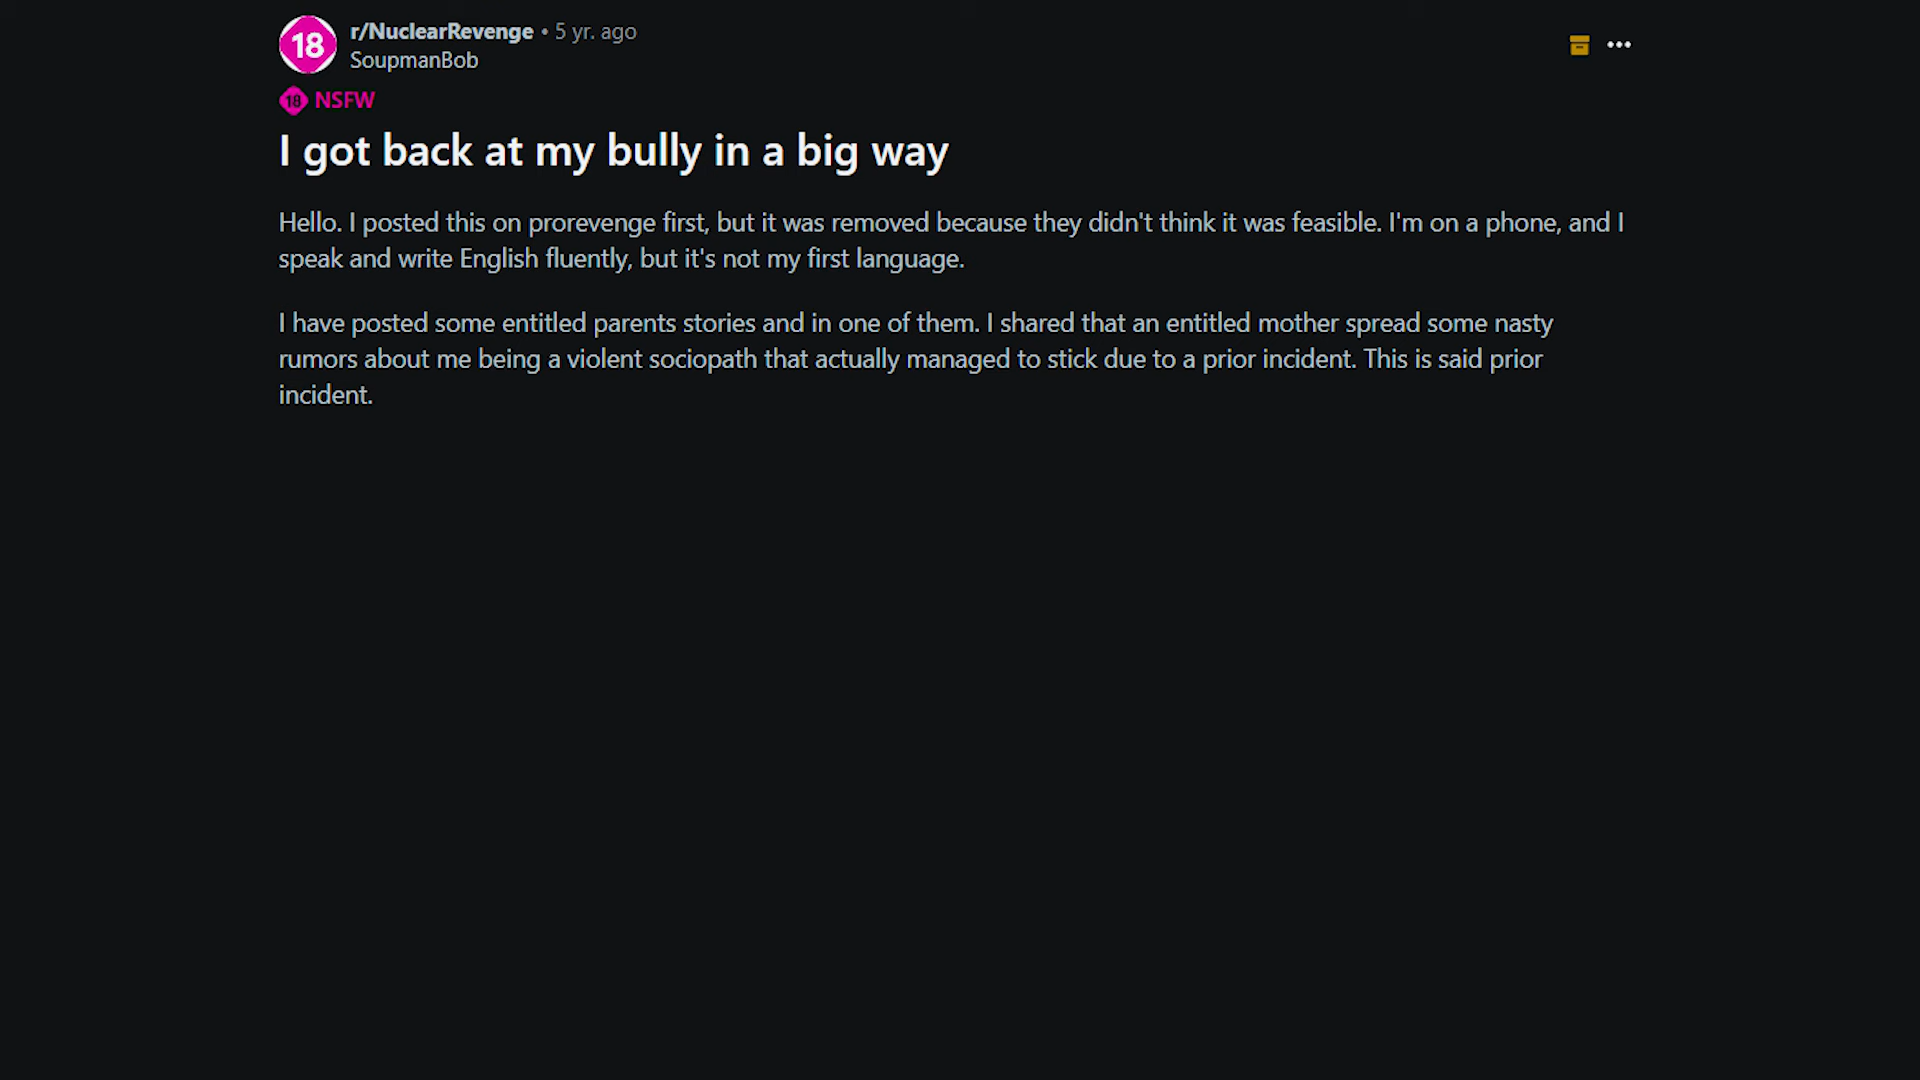 18
r/NuclearRevenge • 5 yr. ago
SoupmanBob
18 NSFW
I got back at my bully in a big way
Hello. I posted this on prorevenge first, but it was removed because they didn't think it was feasible. I'm on a phone, and I
speak and write English fluently, but it's not my first language.
I have posted some entitled parents stories and in one of them. I shared that an entitled mother spread some nasty
rumors about me being a violent sociopath that actually managed to stick due to a prior incident. This is said prior
incident.